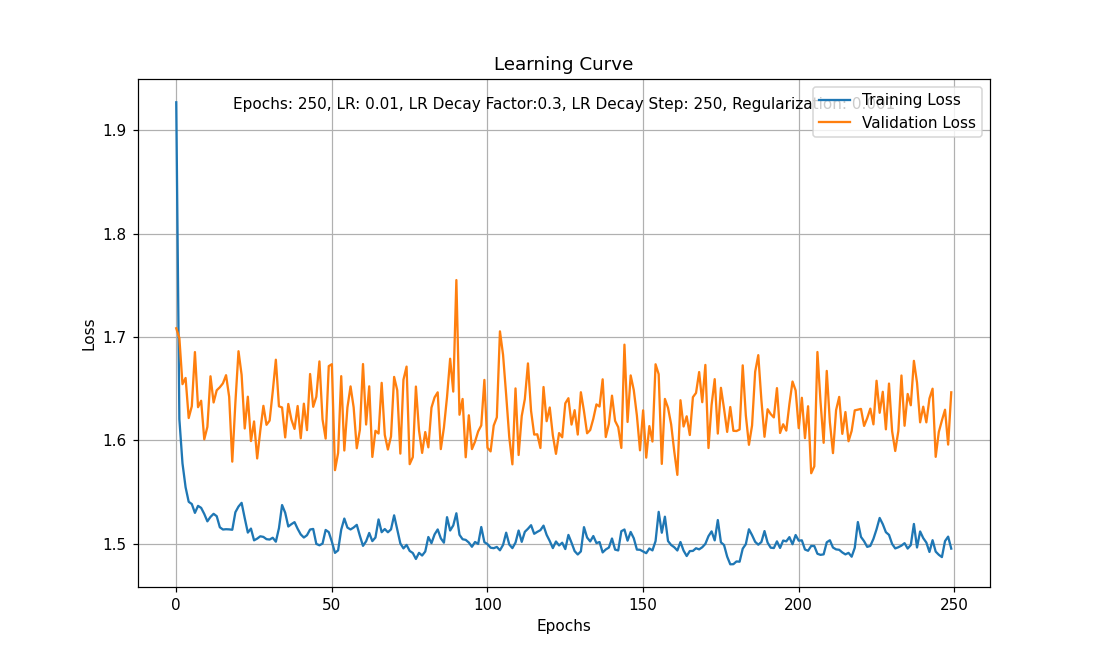 Learning Curve
Epochs: 250, LR: 0.01, LR Decay Factor:0.3, LR Decay Step: 250, Regularization: 0.001
Training Loss
Validation Loss
1.9
1.8
1.7
1.6
1.5
Loss
0 50 100 150 200 250
Epochs